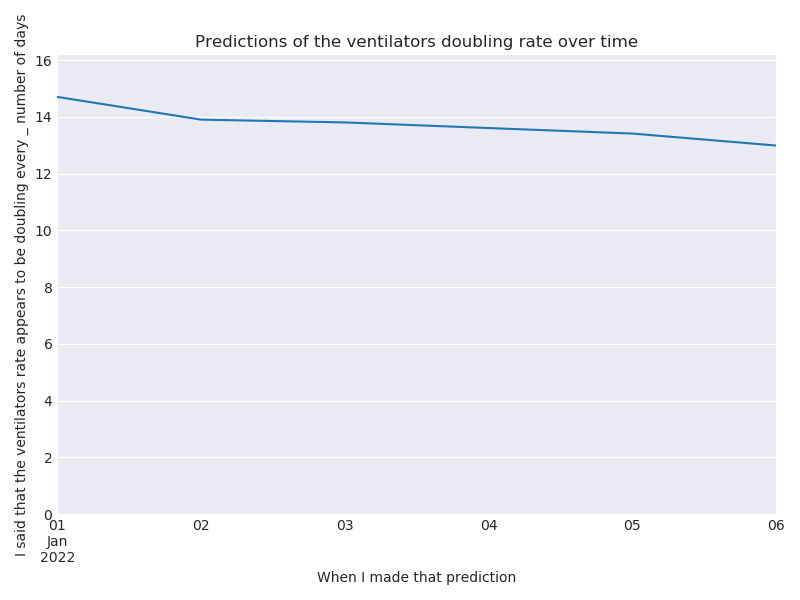 Predictions of the ventilators doubling rate over time
I said that the ventilators rate appears to be doubling every _ number of days
16
14
12
10
8
6
4
2
0
01 02 03 04 05 06
Jan
2022
When I made that prediction